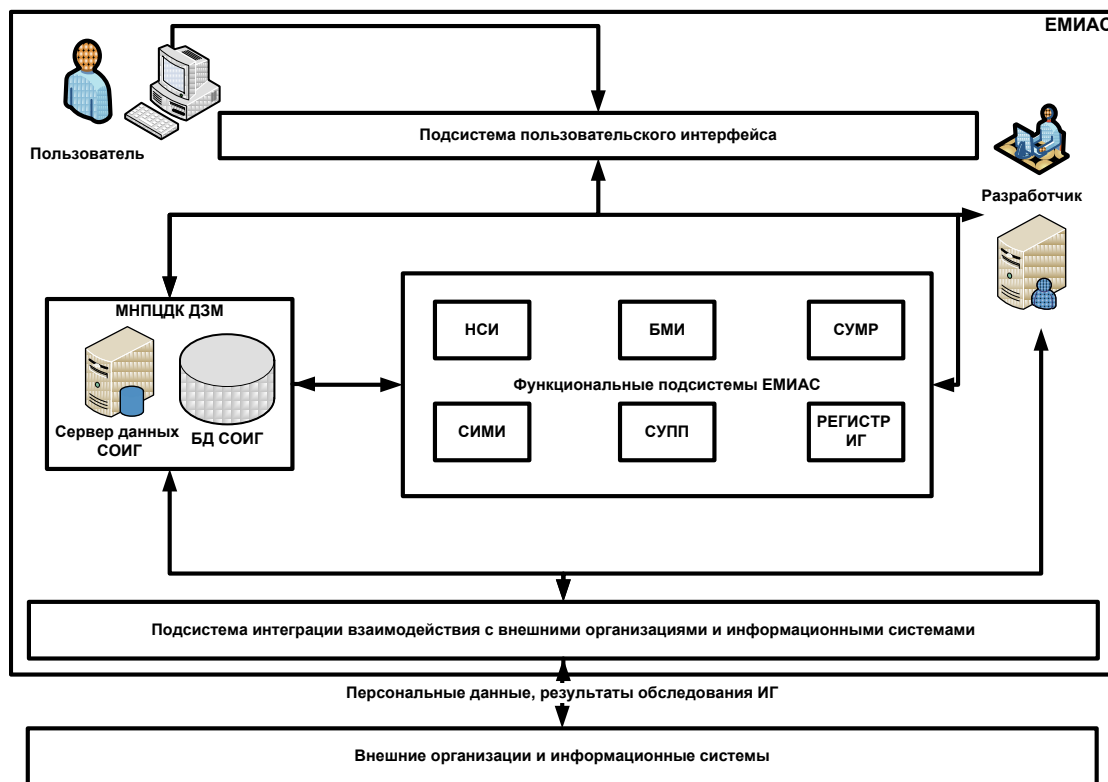 ЕМИАС
Пользователь
Подсистема пользовательского интерфейса
Разработчик
МНПЦДК ДЗМ
Сервер данных
СОИГ
БД СОИГ
НСИ
БМИ
СУМР
Функциональные подсистемы ЕМИАС
СИМИ
СУПП
РЕГИСТР
ИГ
Подсистема интеграции взаимодействия с внешними организациями и информационными системами
Персональные данные, результаты обследования ИГ
Внешние организации и информационные системы